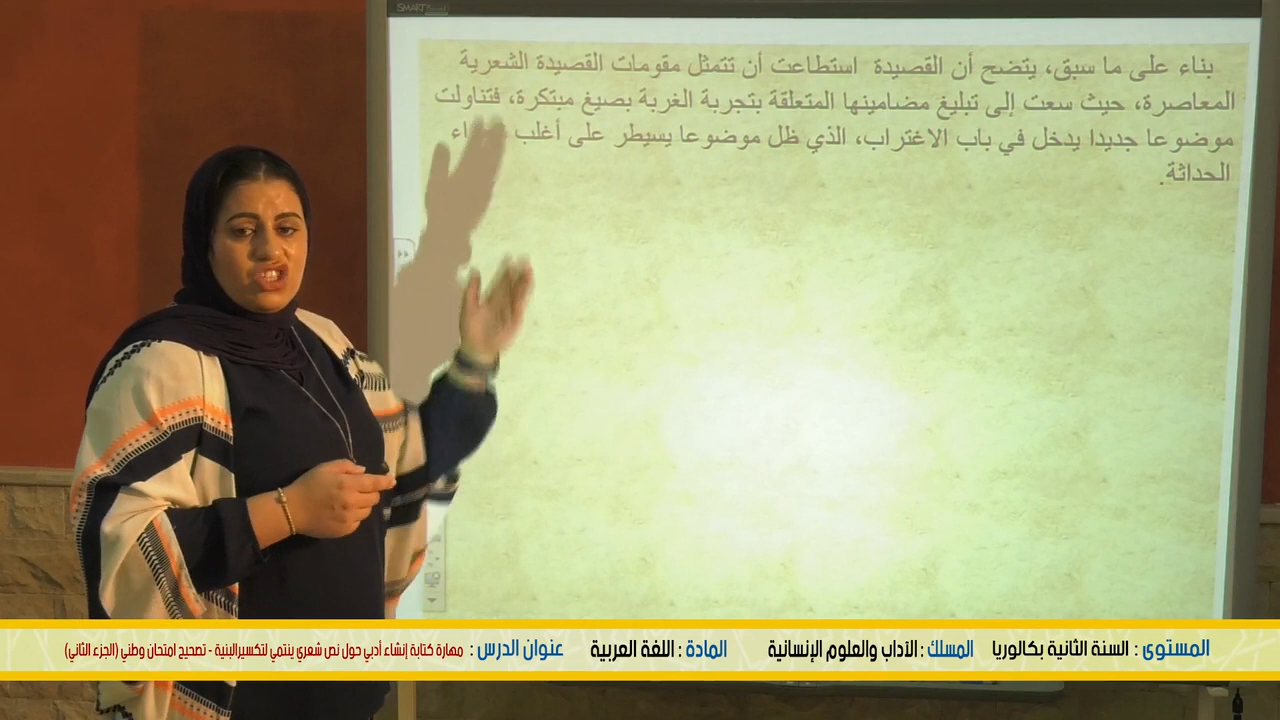 SMART
بناء على ما سبق، يتضح أن القصيدة استطاعت أن تتمثل مقومات القصيدة الشعرية
المعاصرة، حيث سعت إلى تبليغ مضامينها المتعلقة بتجربة الغربة بصيغ مبتكرة، فتناولت
موضوعا جديدا يدخل في باب الاغتراب، الذي ظل موضوعا يسيطر على أغلب
الحداثة.
المستوى : السنة الثانية بكالوريا المسلك : الآداب والعلوم الإنسانية المادة : اللغة العربية عنوان الدرس : مهارة كتابة إنشاء أدبي حول نص شعري ينتمي لتكسيرالبنية - تصحيح امتحان وطني (الجزء الثاني)